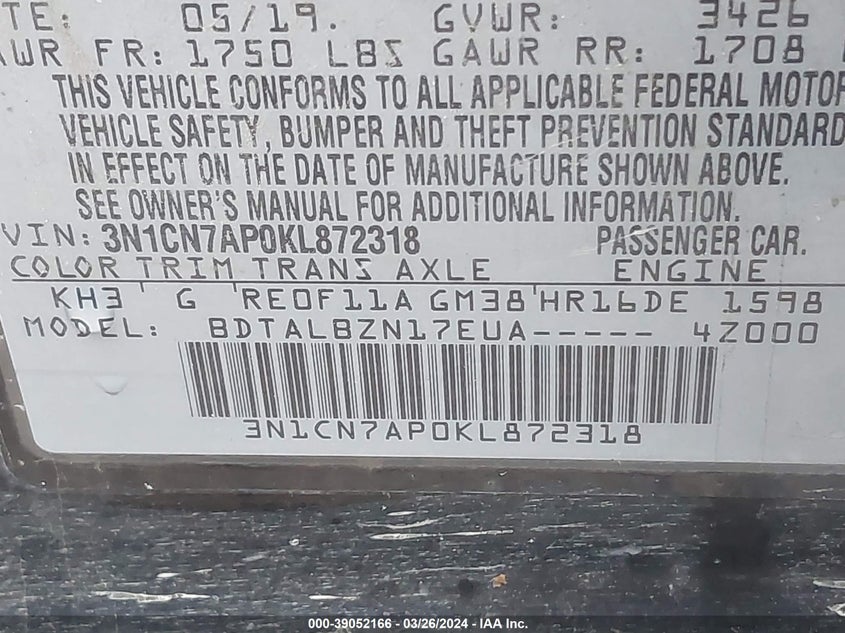 TE: 05/19. GVWR: 3426
AWR FR: 1750 LBS GAWR RR: 1708
THIS VEHICLE CONFORMS TO ALL APPLICABLE FEDERAL MOTOR
VEHICLE SAFETY, BUMPER AND THEFT PREVENTION STANDARD
IN EFFECT ON THE DATE OF MANUFACTURE SHOWN ABOVE.
SEE OWNER'S MANUAL FOR ADDITIONAL INFORMATION.
VIN: 3N1CN7AP0KL872318 PASSENGER CAR.
COLOR TRIM TRANS AXLE ENGINE
KH3 G RE0F11A GM38 HR16DE 1598
MODEL: BDTALBZN17EUA----- 42000
3N1CN7AP0KL872318
000-39052166 - 03/26/2024 - IAA Inc.